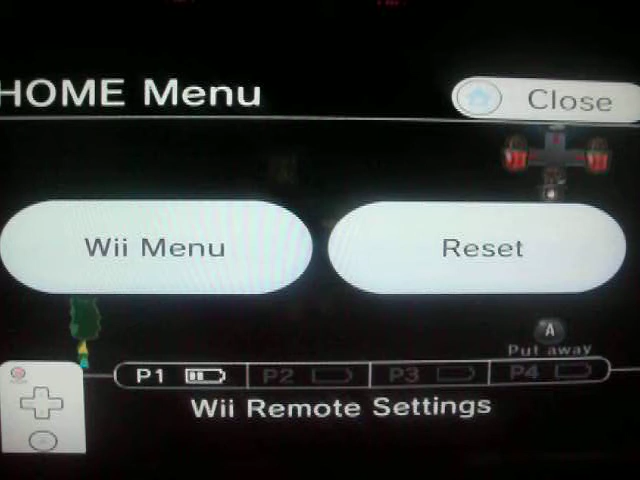 HOME Menu
Close
Wii Menu
Reset
A
Put away
P1 P2 P3 P4
Wii Remote Settings